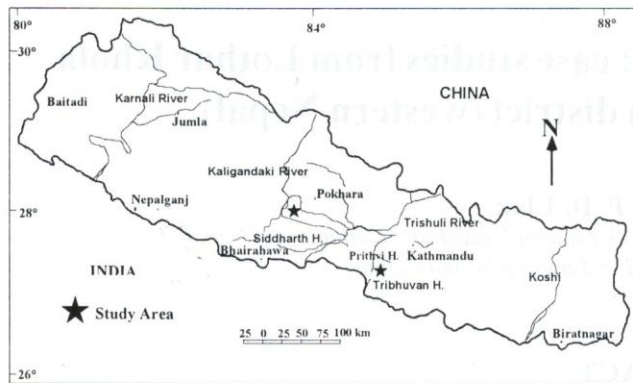 80°
84
88
30°
CHINA
Baitadi
Karnali River
Jumla
N
Kaligandaki River
Pokhara
Nepalganj
Trishuli River
28°
Siddharth H.
Bhairahawa
Prithvi H.
Kathmandu
INDIA
Tribhuvan H.
Koshi
Study Area
25 0 25 50 75 100 km
Biratnagar
26°